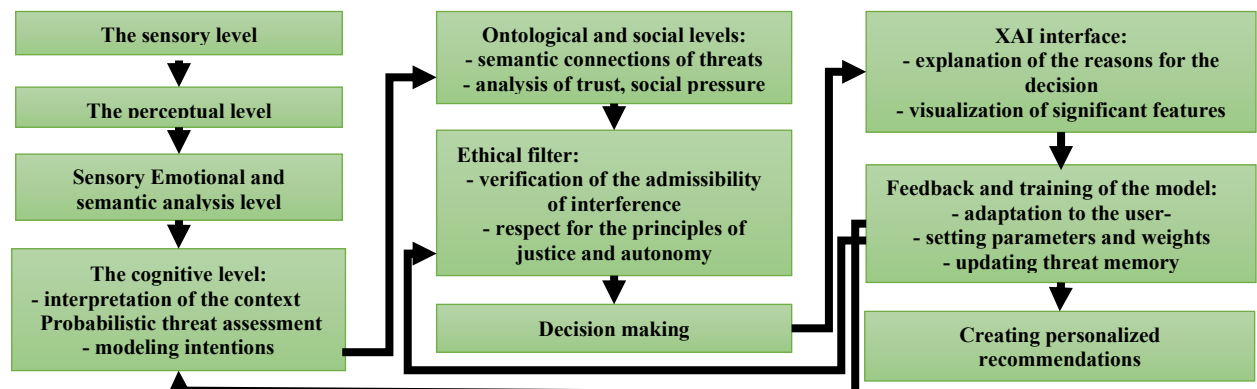 The sensory level
The perceptual level
Sensory Emotional and
semantic analysis level
The cognitive level:
- interpretation of the context
Probabilistic threat assessment
- modeling intentions
Ontological and social levels:
- semantic connections of threats
- analysis of trust, social pressure
Ethical filter:
- verification of the admissibility
of interference
- respect for the principles of
justice and autonomy
Decision making
XAI interface:
- explanation of the reasons for the
decision
- visualization of significant features
Feedback and training of the model:
- adaptation to the user-
- setting parameters and weights
- updating threat memory
Creating personalized
recommendations